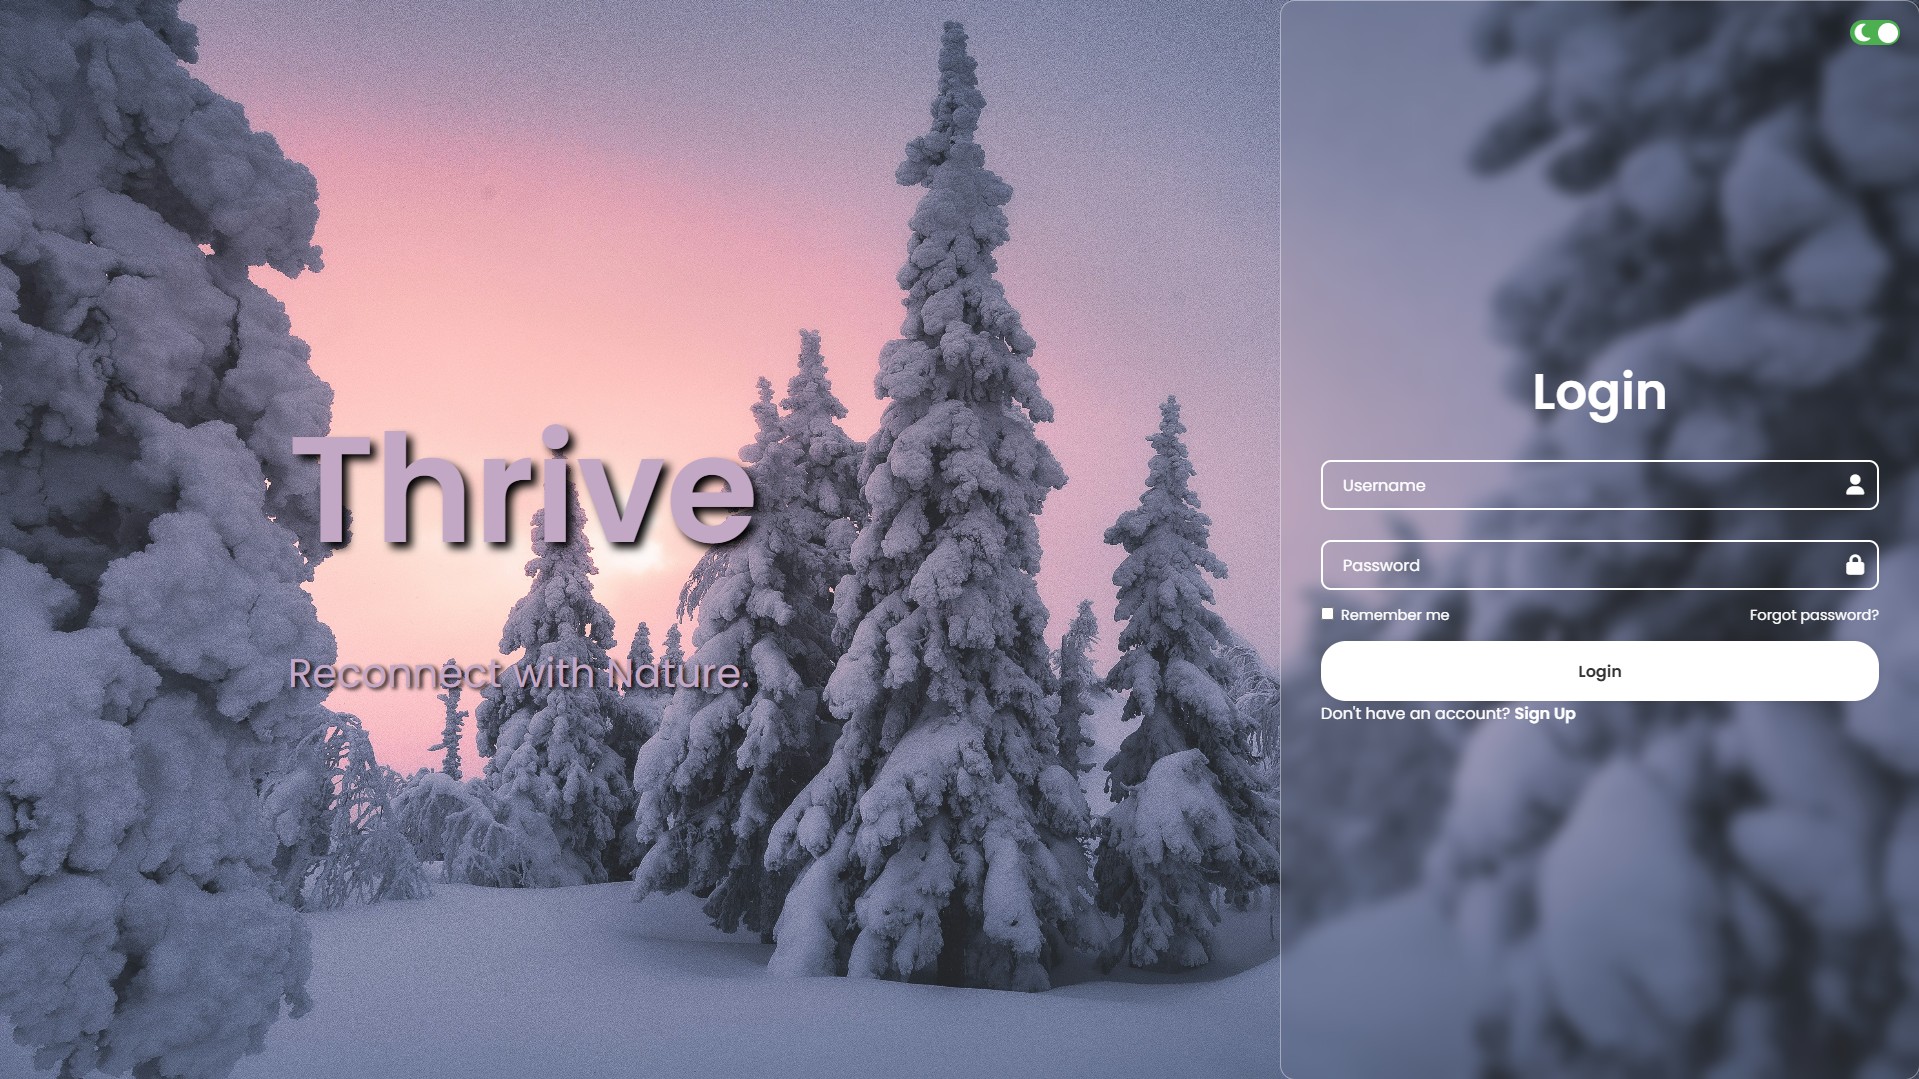 Thrive
Reconnect with Nature.
Login
Username
Password
Remember me
Forgot password?
Login
Don't have an account? Sign Up